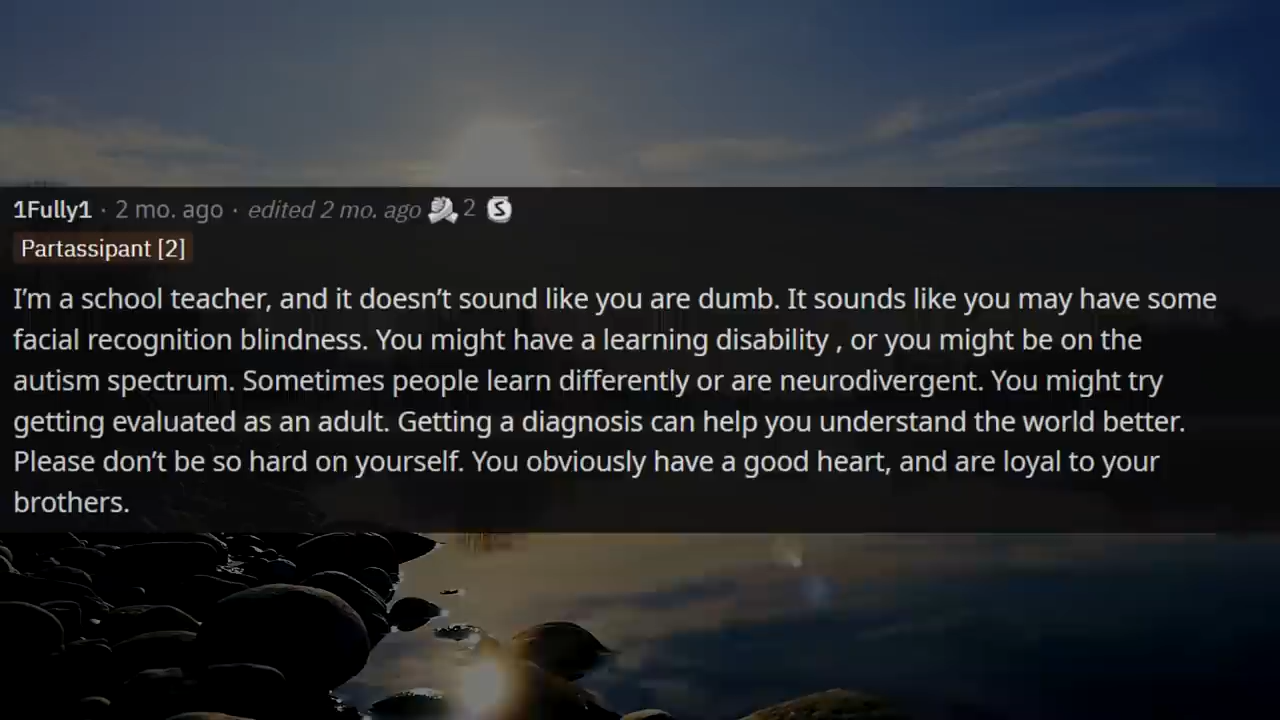 1Fully1 · 2 mo. ago · edited 2 mo. ago 2 S
Partassipant [2]
I'm a school teacher, and it doesn't sound like you are dumb. It sounds like you may have some
facial recognition blindness. You might have a learning disability , or you might be on the
autism spectrum. Sometimes people learn differently or are neurodivergent. You might try
getting evaluated as an adult. Getting a diagnosis can help you understand the world better.
Please don't be so hard on yourself. You obviously have a good heart, and are loyal to your
brothers.